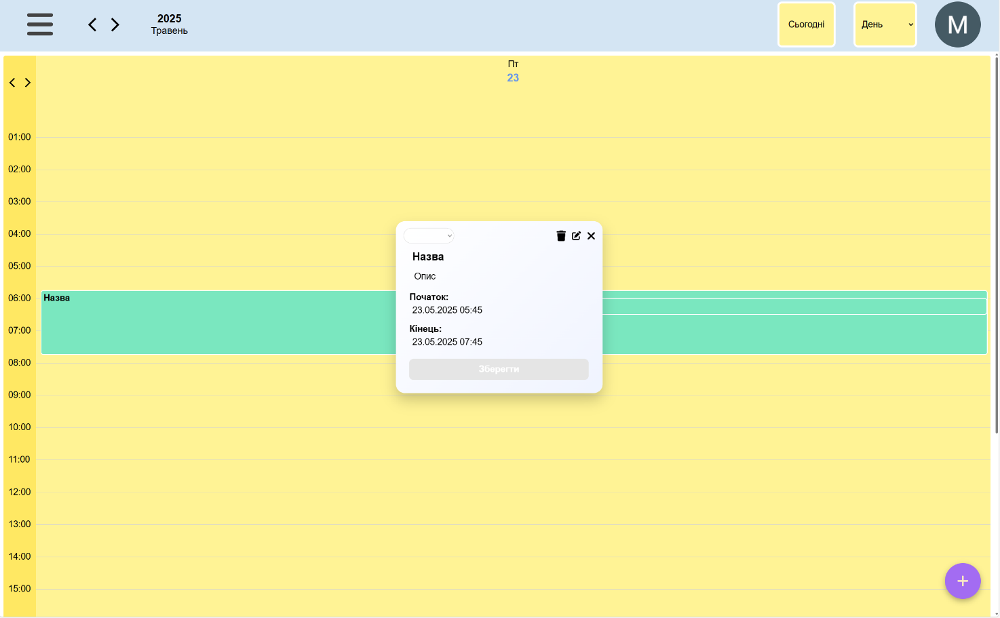 2025
Травень
Сьогодні
День
M
Пт
23
01:00
02:00
03:00
04:00
05:00
06:00
Назва
07:00
08:00
09:00
10:00
11:00
12:00
13:00
14:00
15:00
Назва
Опис
Початок:
23.05.2025 05:45
Кінець:
23.05.2025 07:45
Зберегти